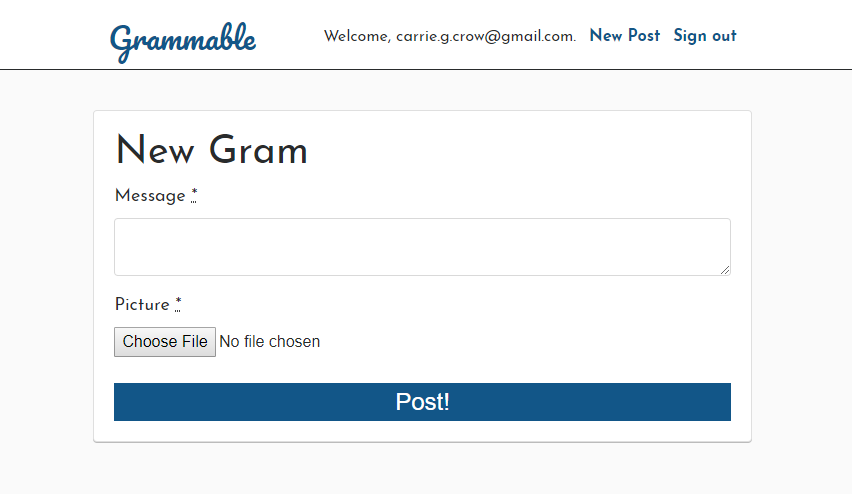 Grammable Welcome, carrie.g.crow@gmail.com. New Post Sign out
New Gram
Message *
Picture *
Choose File No file chosen
Post!